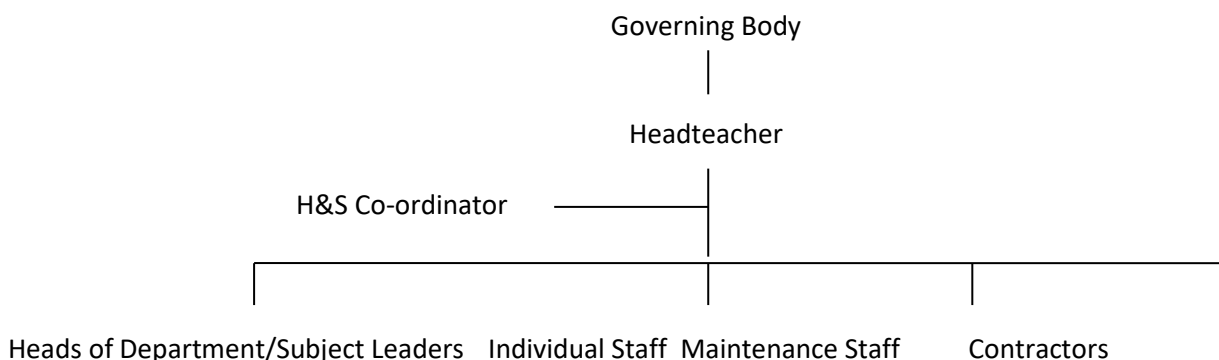 Governing Body
Headteacher
H&S Co-ordinator
Heads of Department/Subject Leaders Individual Staff Maintenance Staff Contractors